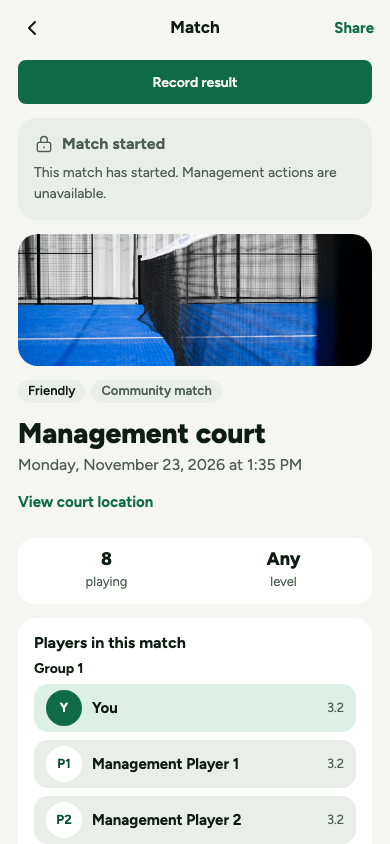 Match
Share
Record result
Match started
This match has started. Management actions are
unavailable.
Friendly
Community match
Management court
Monday, November 23, 2026 at 1:35 PM
View court location
8
playing
Any
level
Players in this match
Group 1
Y
You
3.2
P1
Management Player 1
3.2
P2
Management Player 2
3.2